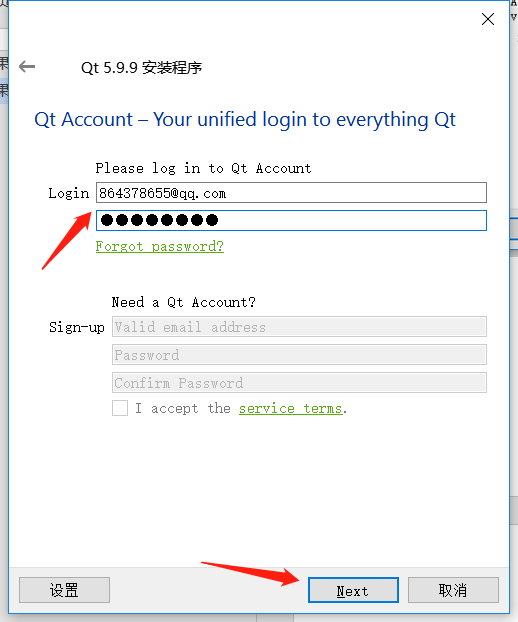 Qt 5.9.9 安装程序
Qt Account – Your unified login to everything Qt
Please log in to Qt Account
Login 864378655@qq.com
●●●●●●●●
Forgot password?
Need a Qt Account?
Sign-up Valid email address
Password
Confirm Password
I accept the service terms.
设置 Next 取消